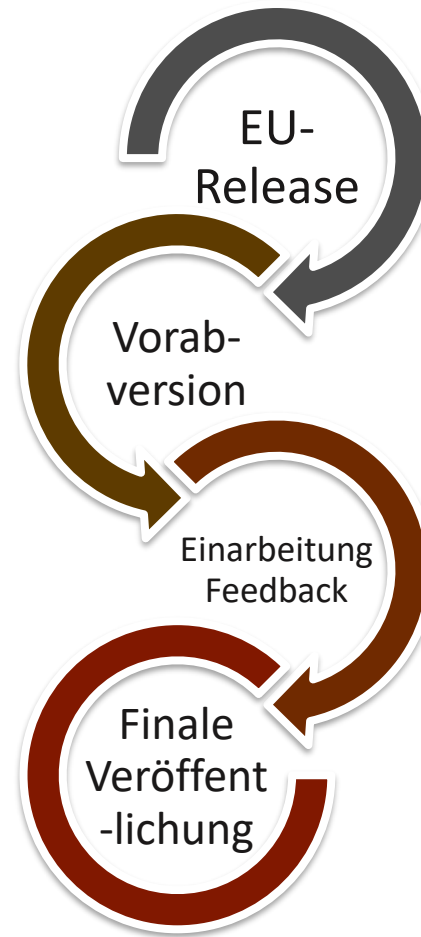 EU-
Release
Vorab-
version
Einarbeitung
Feedback
Finale
Veröffent
-lichung